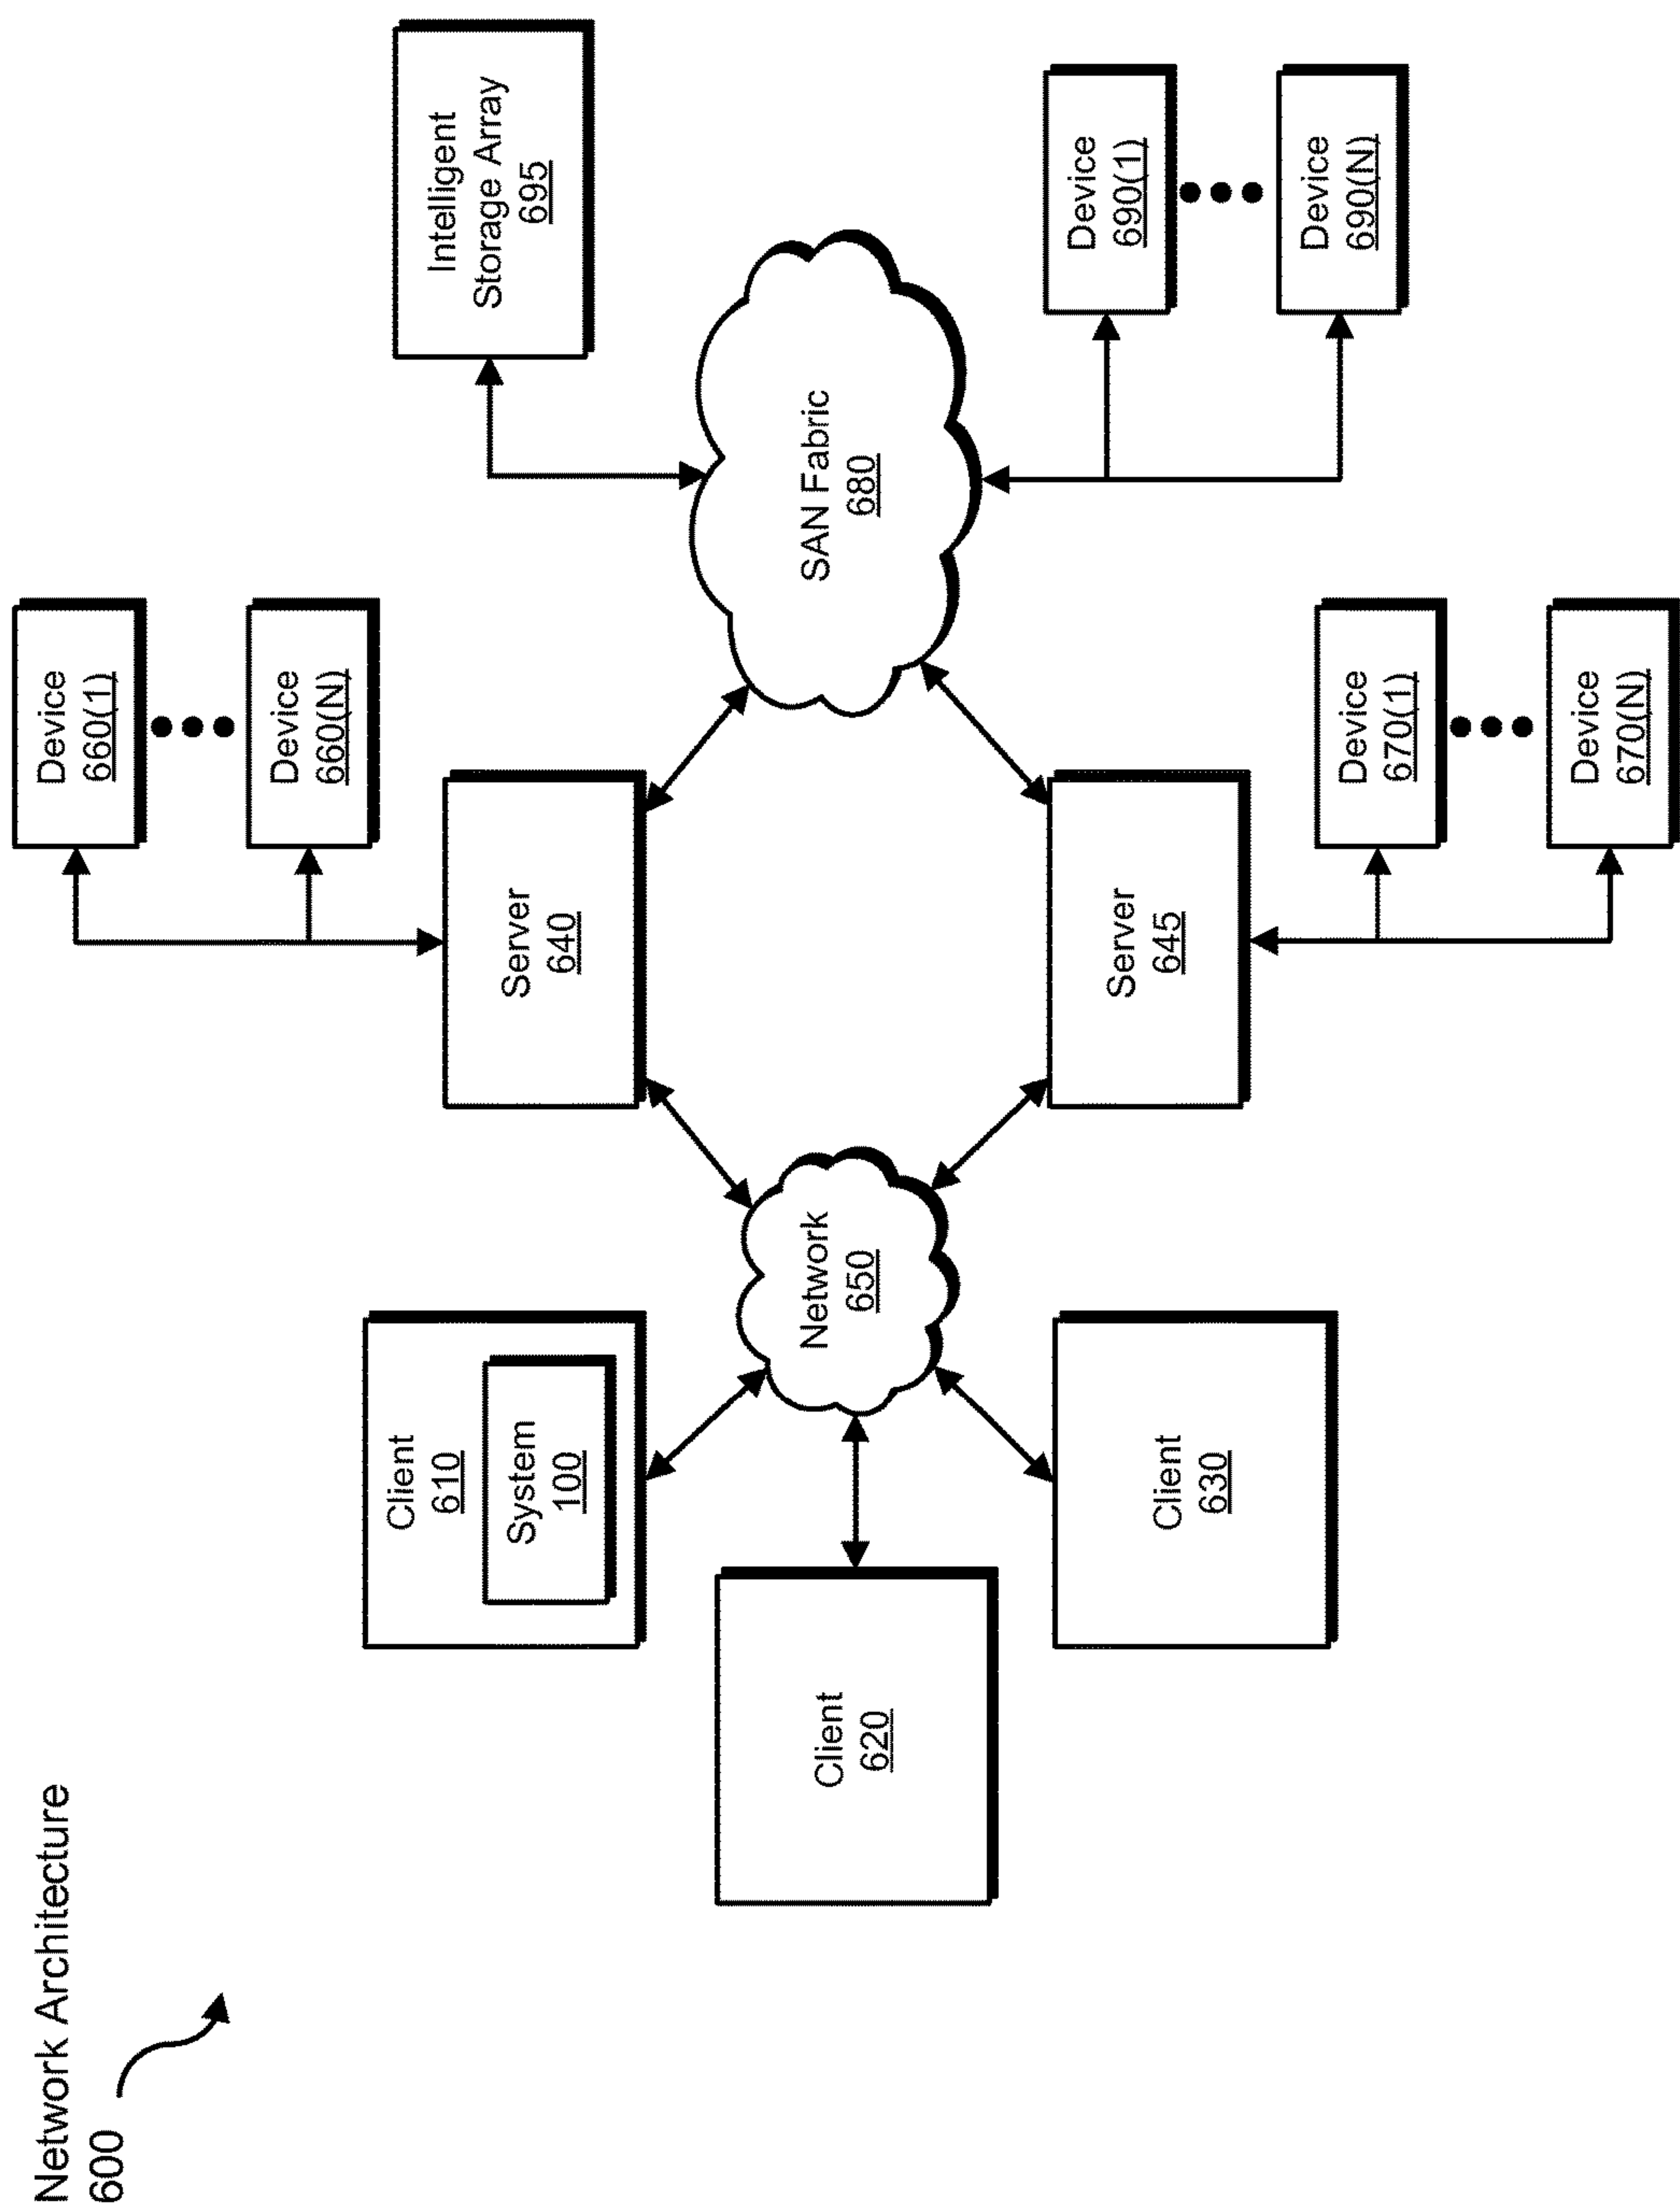 Network Architecture
600
Client
610
System
100
Client
620
Client
630
Network
650
Server
640
Server
645
Device
660(1)
Device
660(N)
Device
670(1)
Device
670(N)
SAN Fabric
680
Intelligent
Storage Array
695
Device
690(1)
Device
690(N)